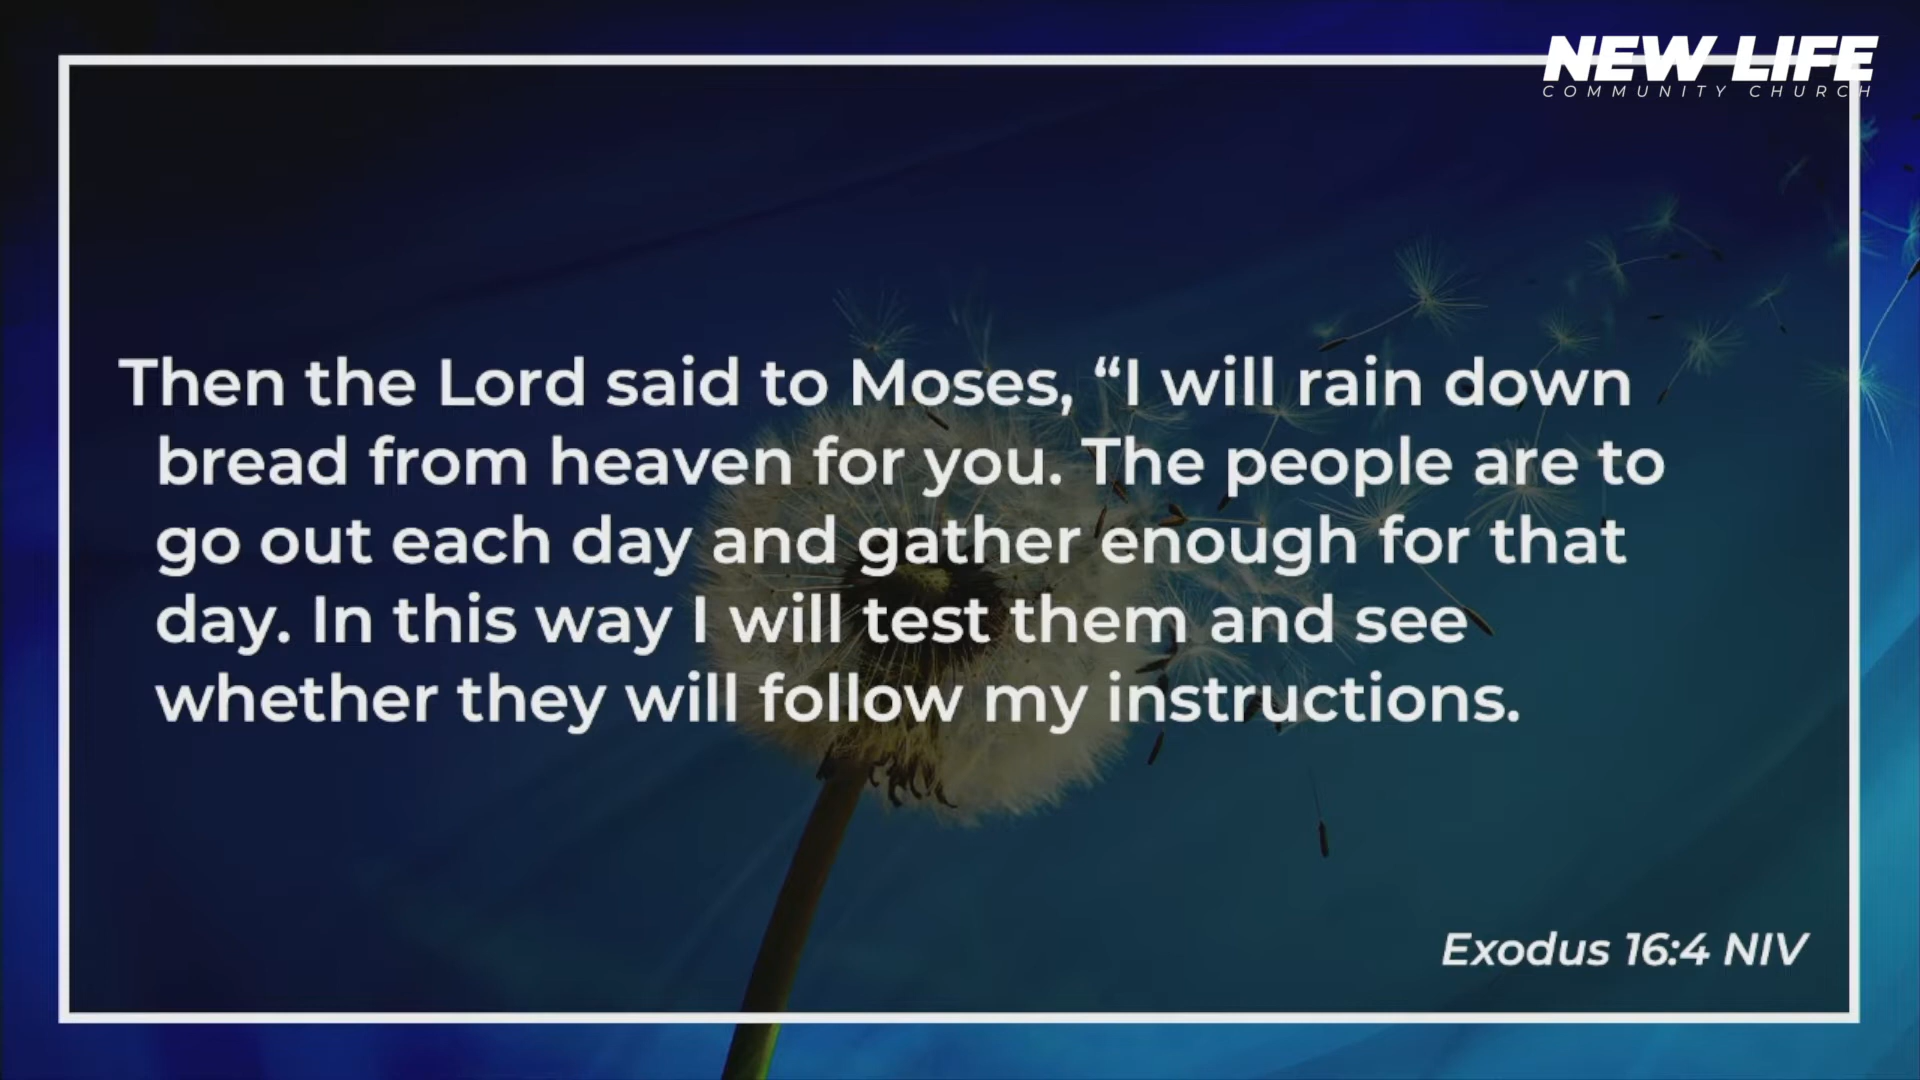 NEW LIFE
COMMUNITY CHURCH
Then the Lord said to Moses, “I will rain down
bread from heaven for you. The people are to
go out each day and gather enough for that
day. In this way I will test them and see
whether they will follow my instructions.
Exodus 16:4 NIV